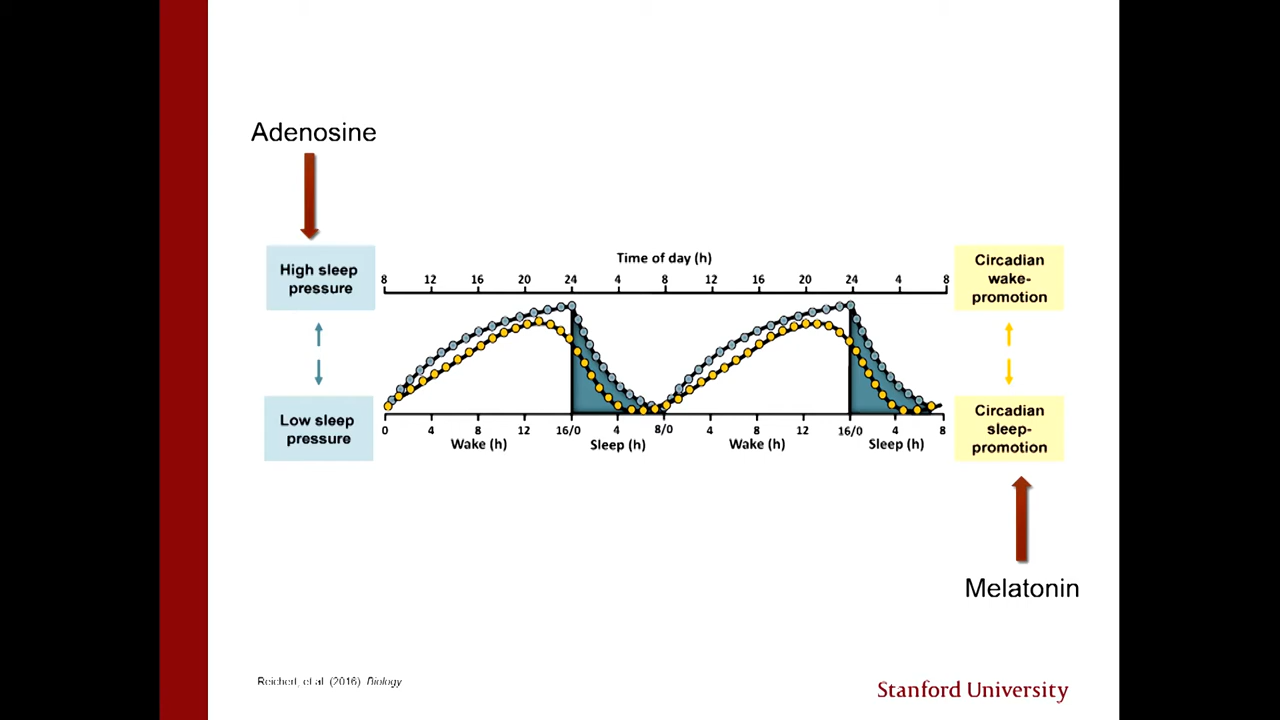 Adenosine
High sleep
pressure
Low sleep
pressure
Time of day (h)
8 12 16 20 24 4 8 12 16 20 24 4 8
0 4 8 12 16/0 4 8/0 4 8 12 16/0 4 8
Wake (h) Sleep (h) Wake (h) Sleep (h)
Circadian
wake-
promotion
Circadian
sleep-
promotion
Melatonin
Reichert, et al. (2016) Biology
Stanford University